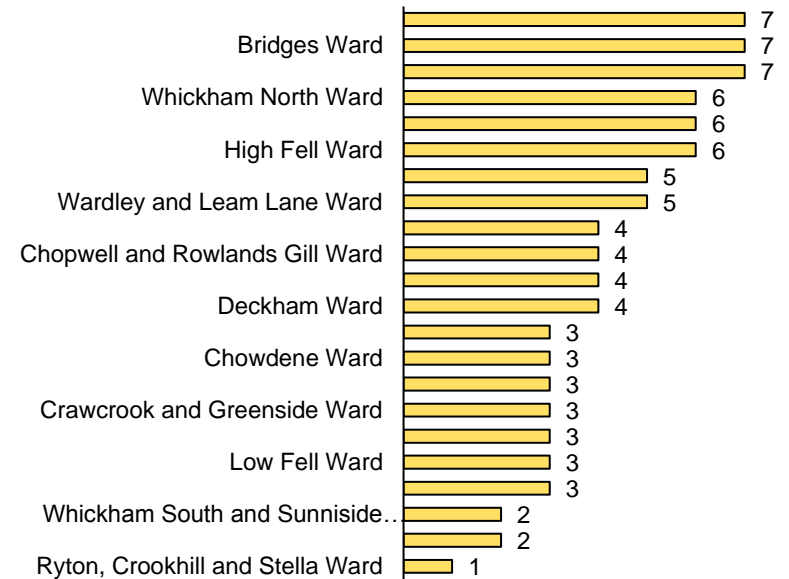 7
Bridges Ward 7
7
Whickham North Ward 6
6
High Fell Ward 6
5
Wardley and Leam Lane Ward 5
4
Chopwell and Rowlands Gill Ward 4
4
Deckham Ward 4
3
Chowdene Ward 3
3
Crawcrook and Greenside Ward 3
3
Low Fell Ward 3
3
Whickham South and Sunniside… 2
2
Ryton, Crookhill and Stella Ward 1